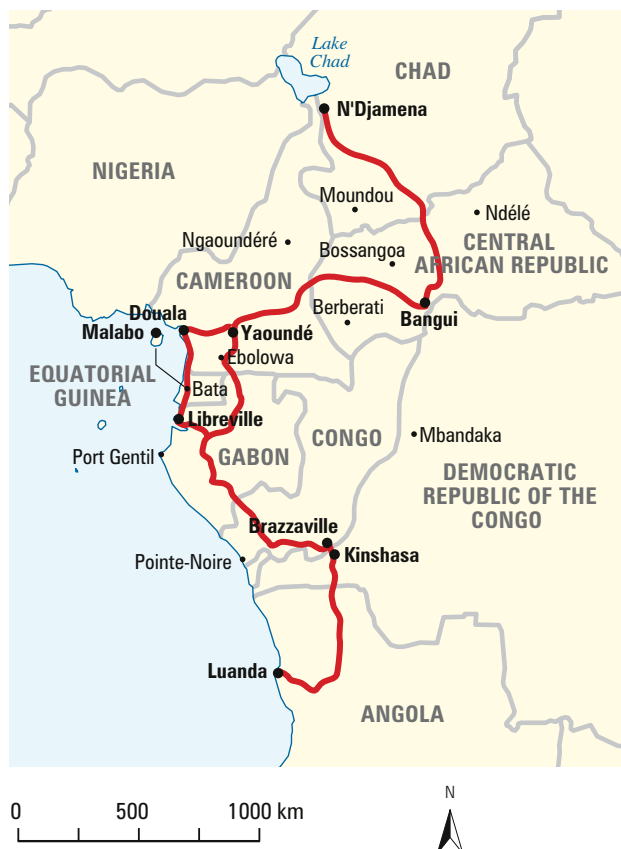 Lake
Chad
CHAD
N'Djamena
NIGERIA
Moundou
Ndélé
Ngaoundéré
Bossangoa
CENTRAL
AFRICAN REPUBLIC
CAMEROON
Douala
Berberati
Bangui
Malabo
Yaoundé
Ebolowa
EQUATORIAL
GUINEA
Bata
Libreville
CONGO
Mbandaka
Port Gentil
GABON
DEMOCRATIC
REPUBLIC OF THE
CONGO
Brazzaville
Kinshasa
Pointe-Noire
Luanda
ANGOLA
0 500 1000 km
N